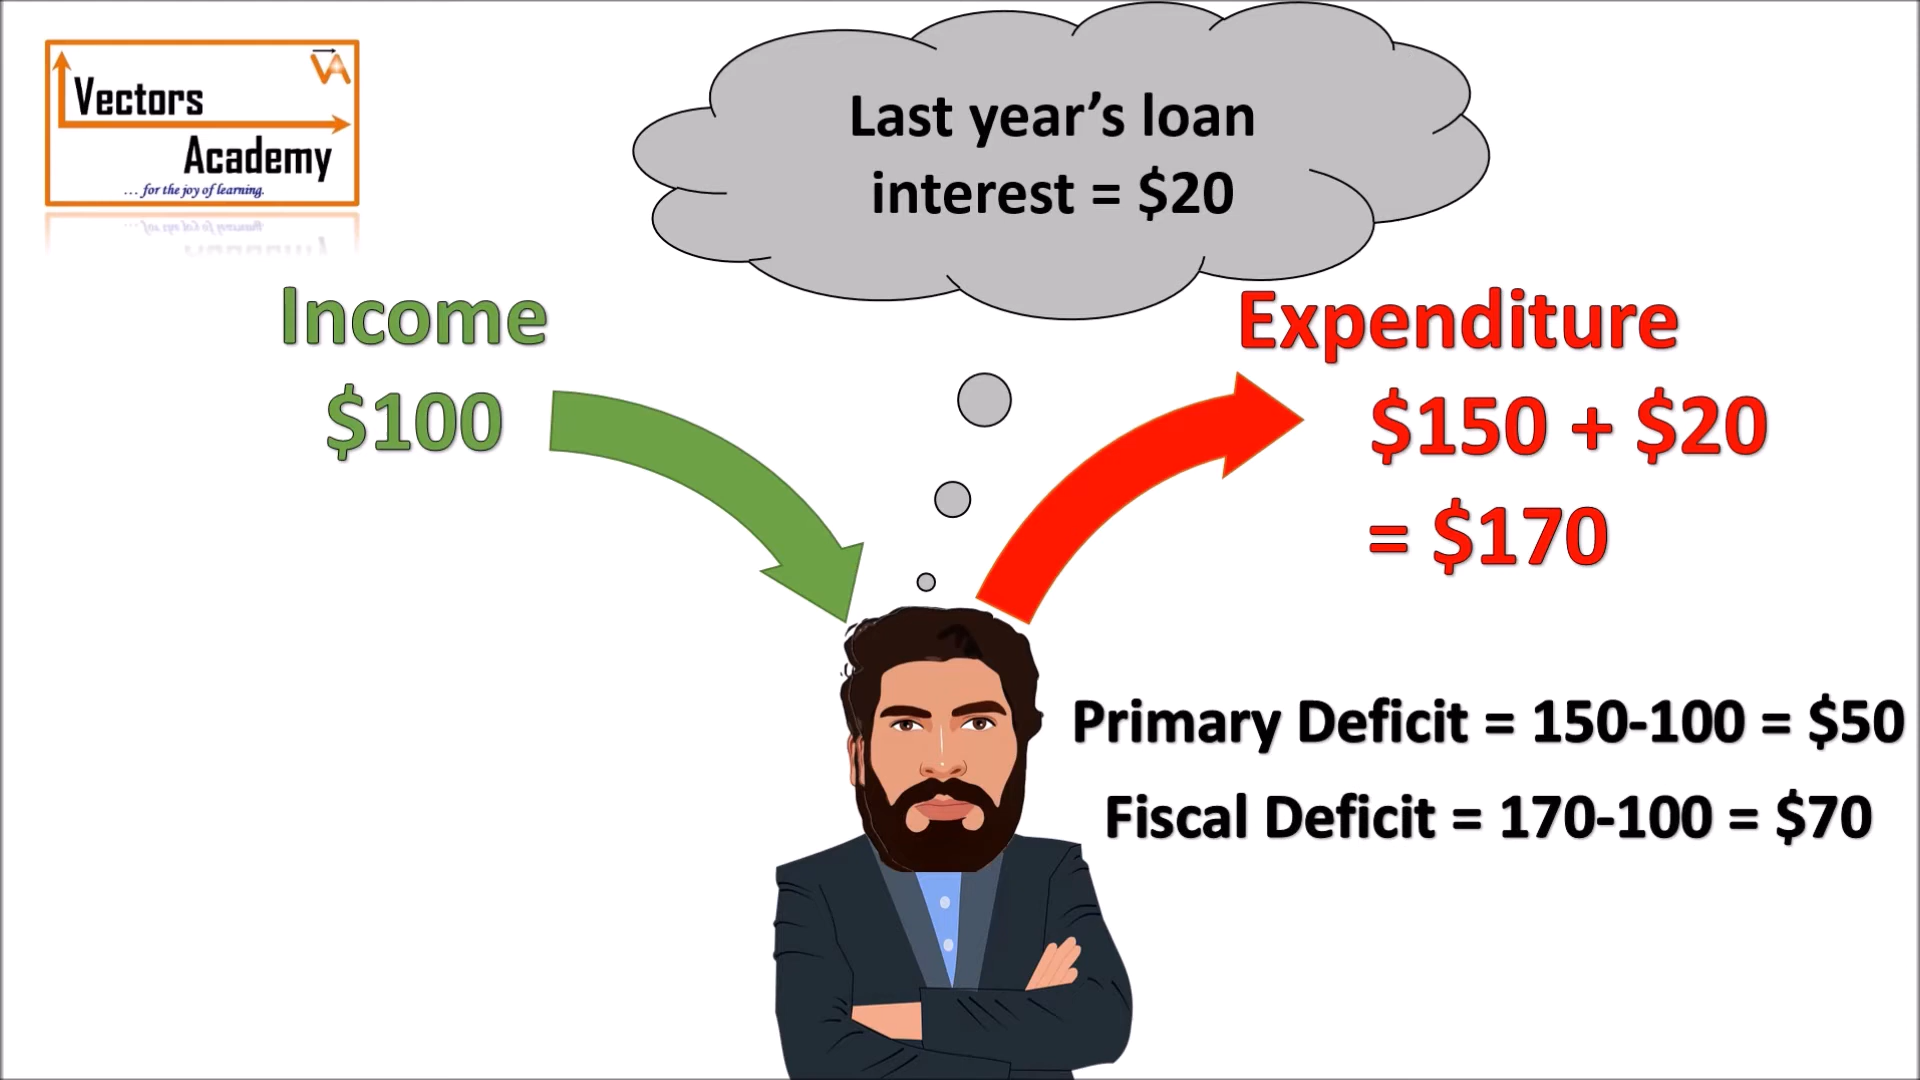 Vectors
Academy
... for the joy of learning.
VA
Last year's loan
interest = $20
Income
$100
Expenditure
$150 + $20
= $170
Primary Deficit = 150-100 = $50
Fiscal Deficit = 170-100 = $70